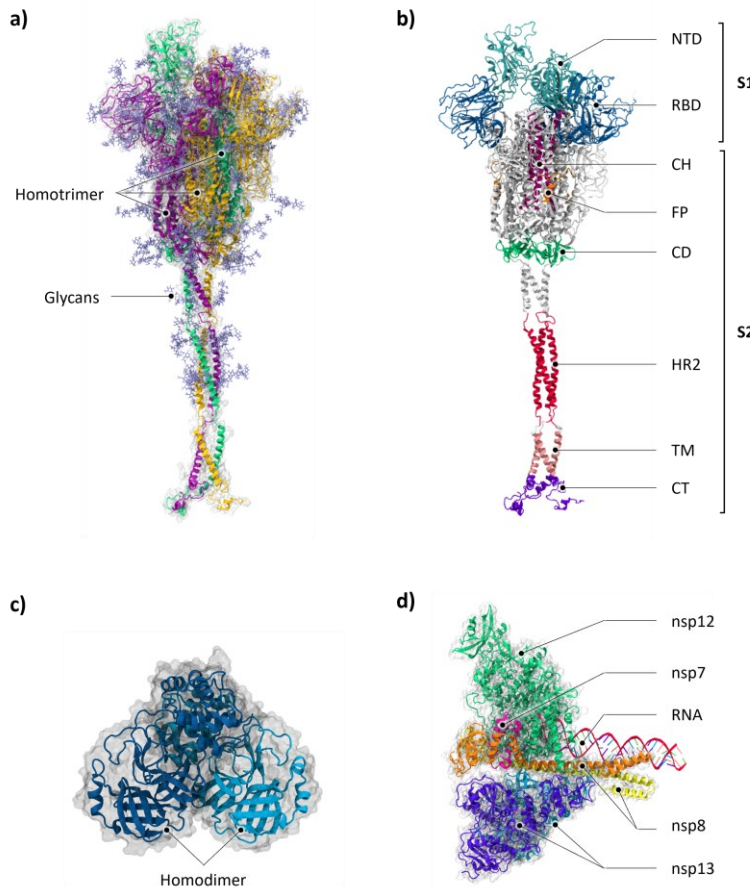 a)
Homotrimer
Glycans
b)
NTD
S1
RBD
CH
FP
CD
S2
HR2
TM
CT
c)
Homodimer
d)
nsp12
nsp7
RNA
nsp8
nsp13